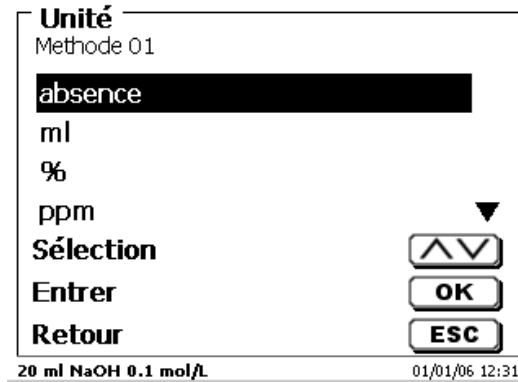 Unité
Methode 01
absence
ml
%
ppm
Sélection
Entrer OK
Retour ESC
20 ml NaOH 0.1 mol/L 01/01/06 12:31